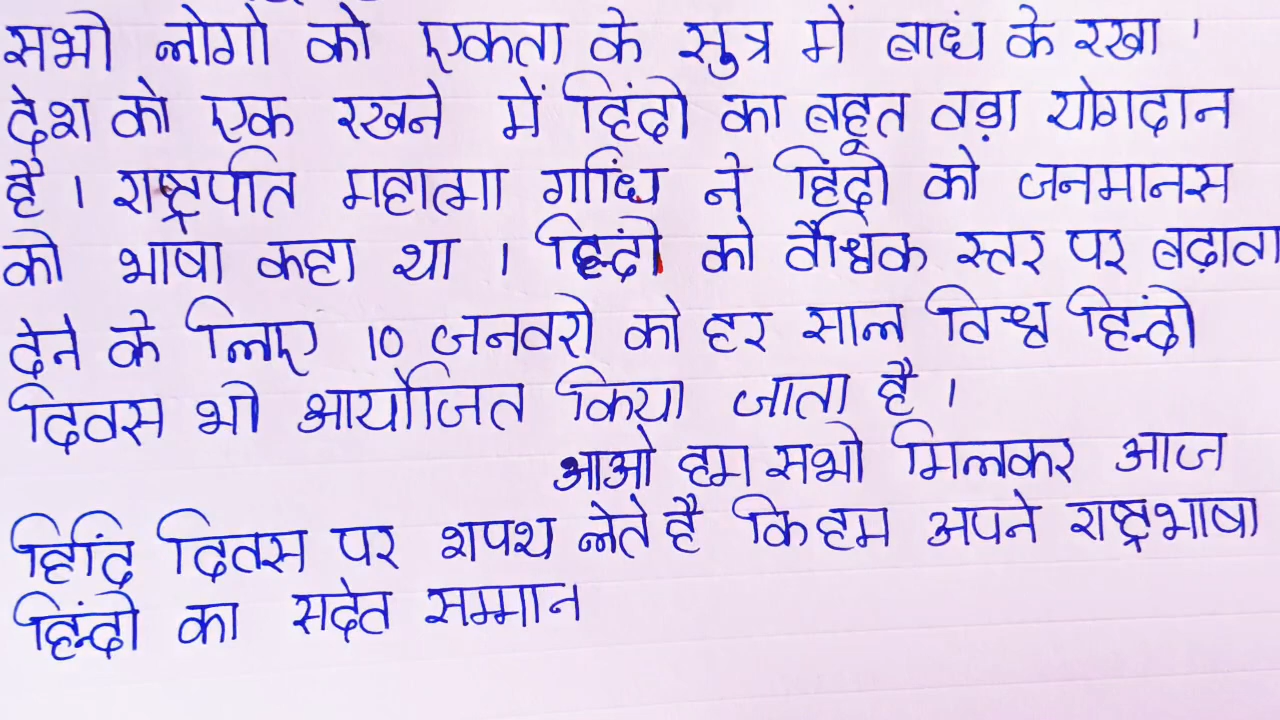 सभी लोगो को एकता के सुत्र में बाधं के रखा ।
देश को एक रखने में हिंदी का बहूत बड़ा योगदान
है । राष्ट्रपति महात्मा गांधि ने हिंदी को जनमानस
की भाषा कहा था । हिन्दी को वैश्विक स्तर पर बढ़ावा
देने के लिए 10 जनवरी को हर साल विश्व हिन्दी
दिवस भी आयोजित किया जाता है ।
आओ हम सभी मिलकर आज
हिदिं दिवस पर शपथ लेते है कि हम अपने राष्ट्रभाषा
हिन्दी का सदेव सम्मान